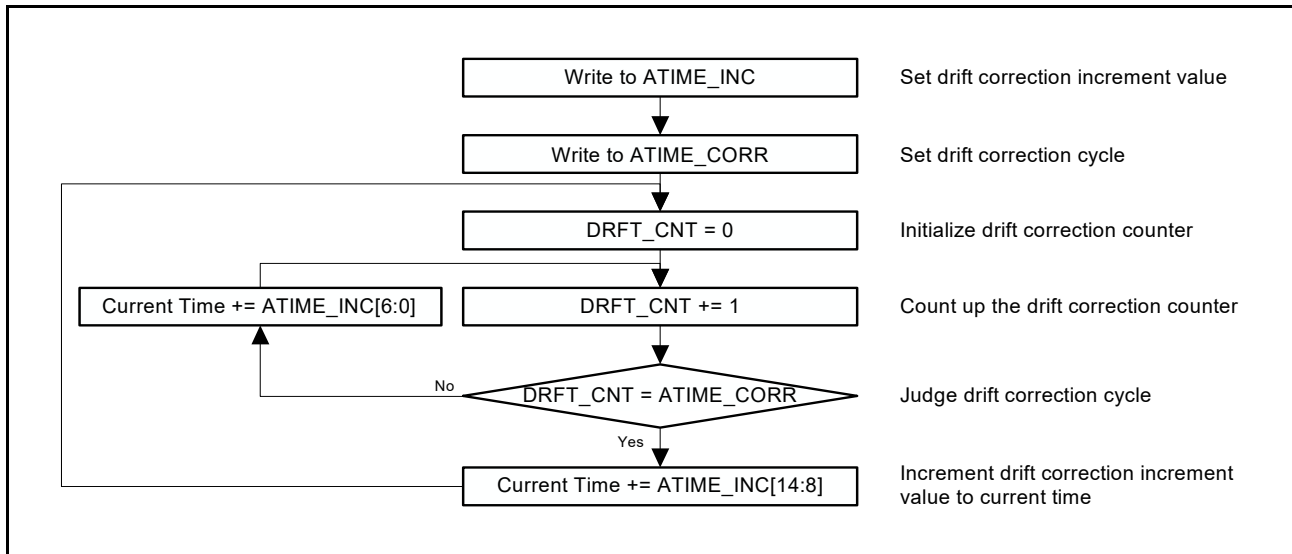 Write to ATIME_INC
Set drift correction increment value
Write to ATIME_CORR
Set drift correction cycle
DRFT_CNT = 0
Initialize drift correction counter
Current Time += ATIME_INC[6:0]
DRFT_CNT += 1
Count up the drift correction counter
No
DRFT_CNT = ATIME_CORR
Judge drift correction cycle
Yes
Current Time += ATIME_INC[14:8]
Increment drift correction increment
value to current time